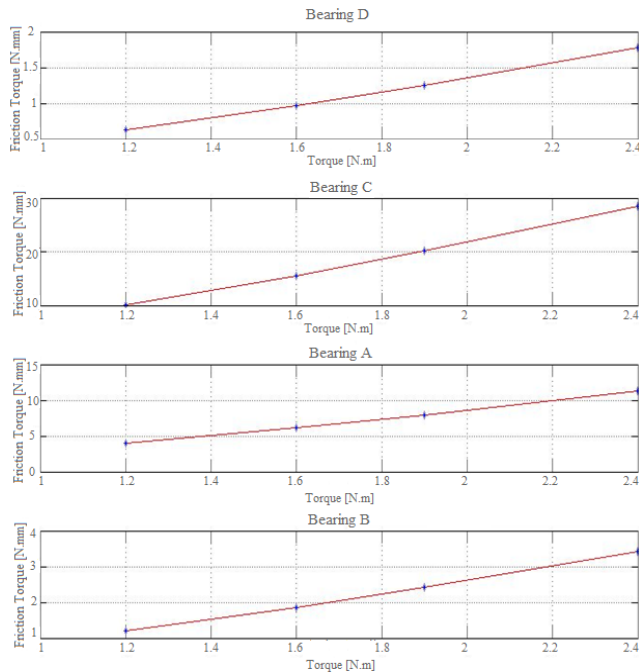 Bearing D
Friction Torque [N.mm]
2
1.5
1
0.5
1 1.2 1.4 1.6 1.8 2 2.2 2.4
Torque [N.m]
Bearing C
Friction Torque [N.mm]
30
20
10
1 1.2 1.4 1.6 1.8 2 2.2 2.4
Torque [N.m]
Bearing A
Friction Torque [N.mm]
15
10
5
0
1 1.2 1.4 1.6 1.8 2 2.2 2.4
Torque [N.m]
Bearing B
Friction Torque [N.mm]
4
3
2
1
1 1.2 1.4 1.6 1.8 2 2.2 2.4
Torque [N.m]